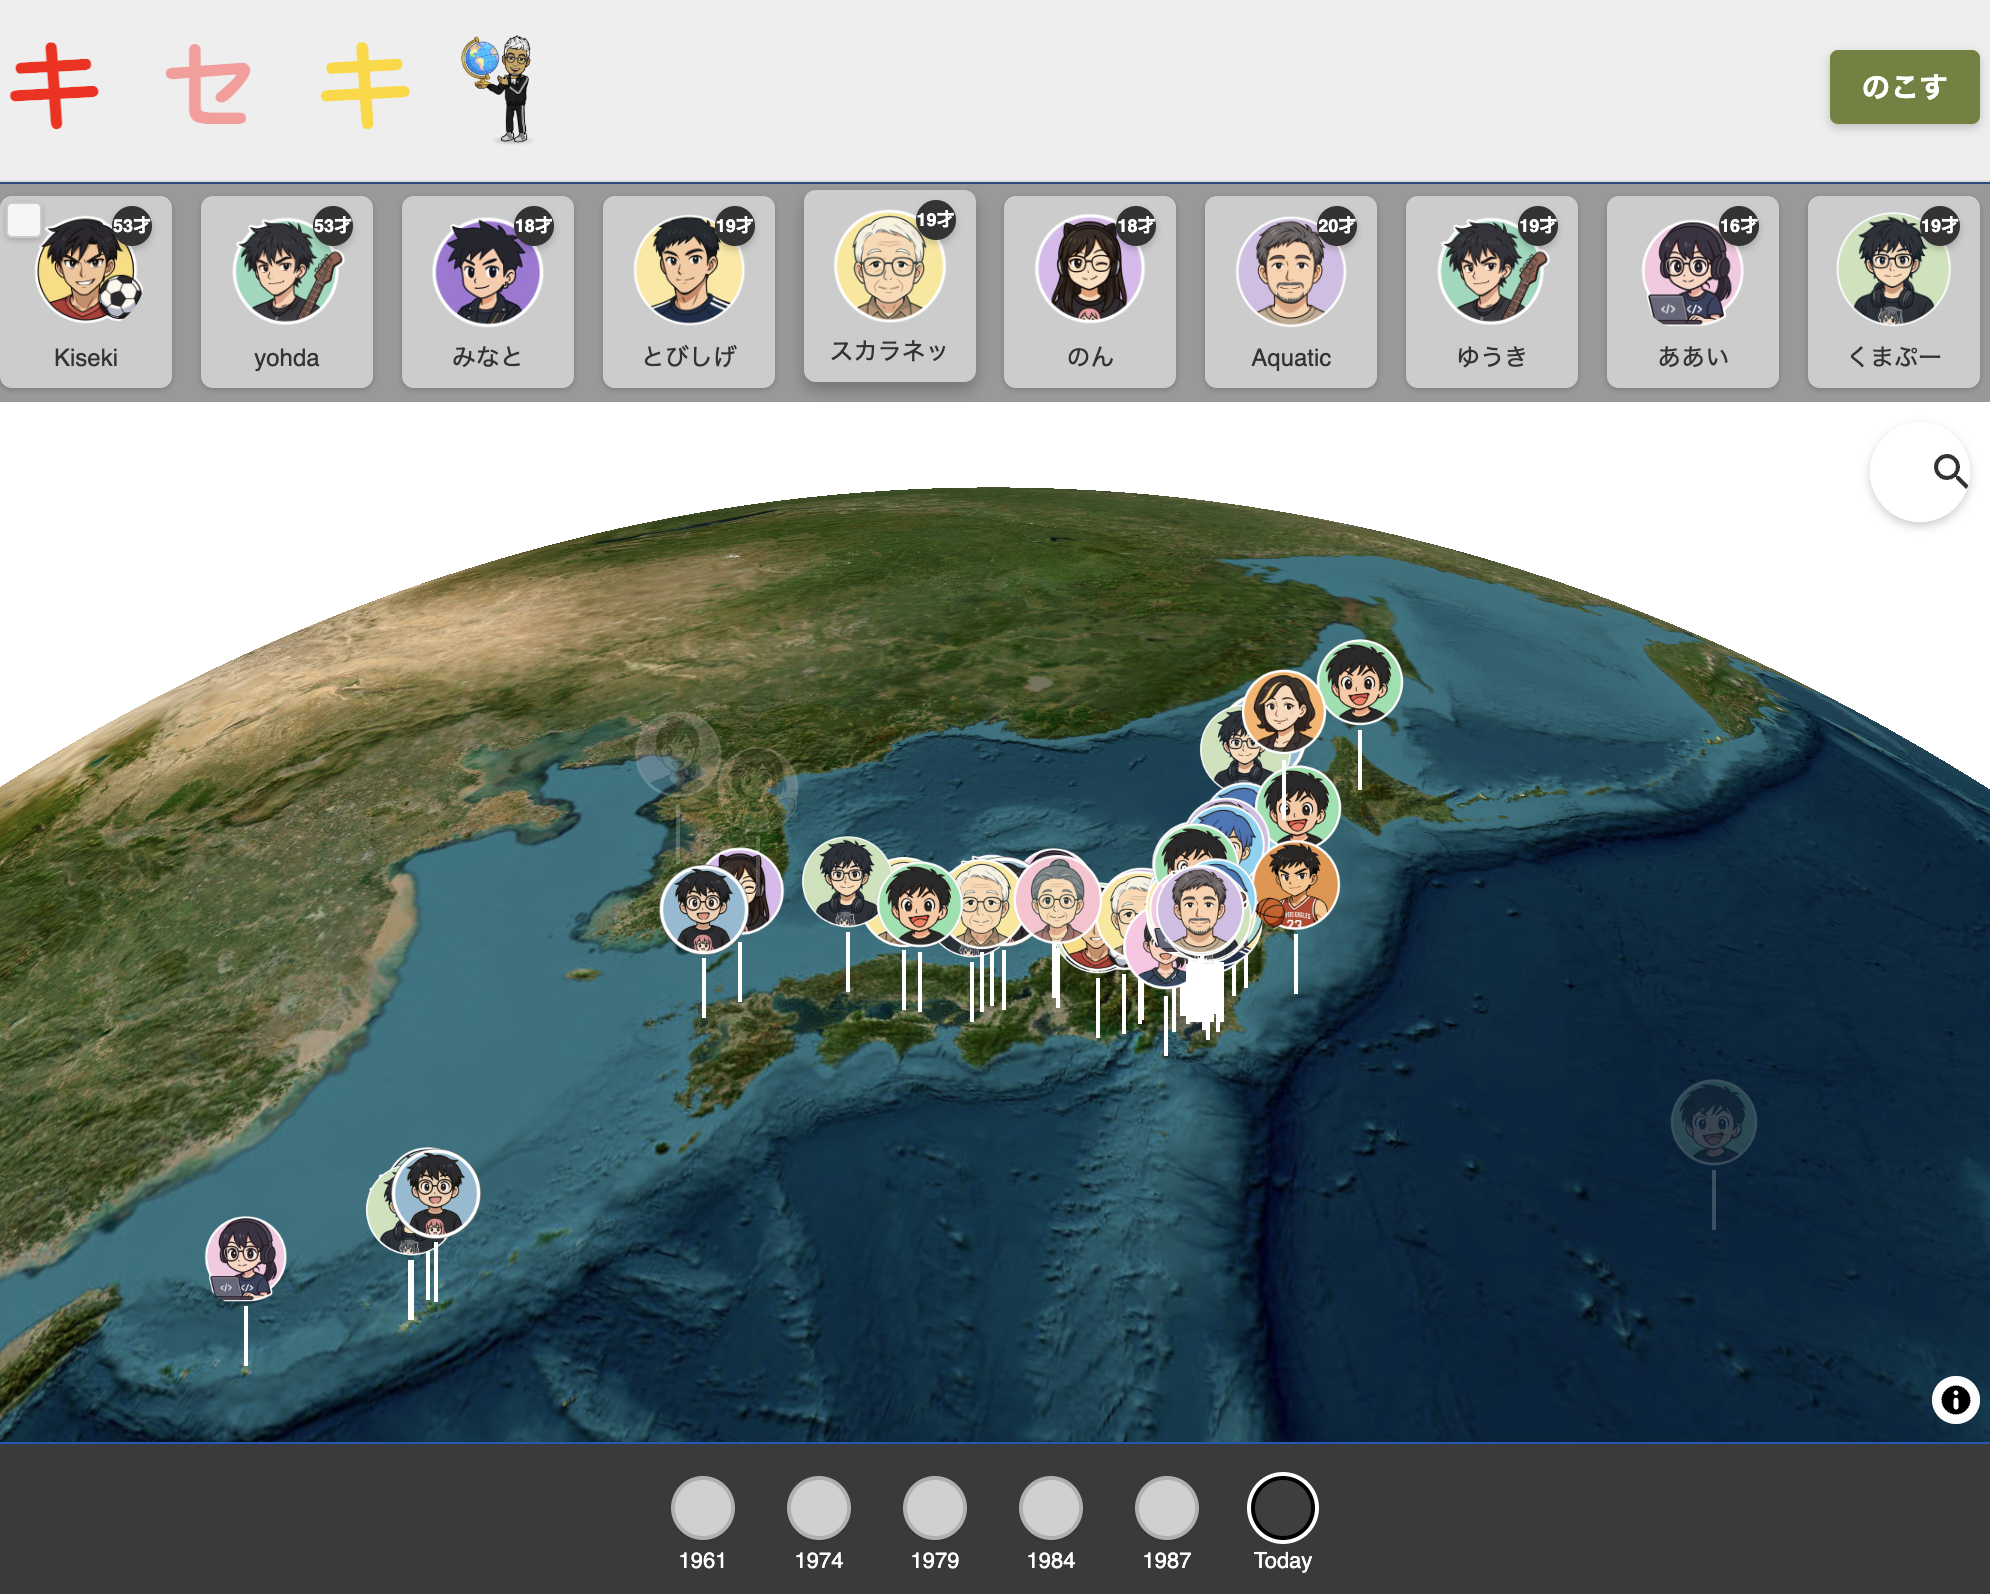 キセキ
のこす
53才
53才
18才
19才
19才
18才
20才
19才
16才
19才
Kiseki
yohda
みなと
とびしげ
スカラネッ
のん
Aquatic
ゆうき
ああい
くまぷー
1961
1974
1979
1984
1987
Today